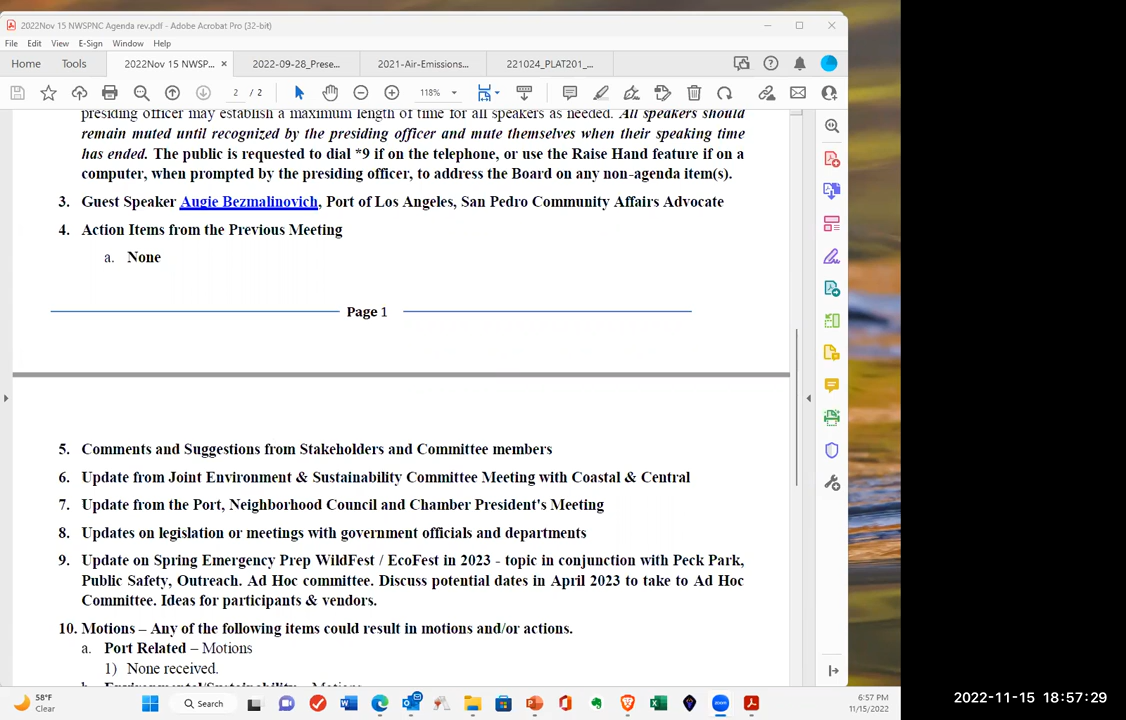 2022Nov 15 NWSPNC Agenda rev.pdf - Adobe Acrobat Pro (32-bit)
File Edit View E-Sign Window Help
Home Tools 2022Nov 15 NWSP... × 2022-09-28_Prese... 2021-Air-Emissions... 221024_PLAT201_...
2 / 2 118%
presiding officer may establish a maximum length of time for all speakers as needed. All speakers should
remain muted until recognized by the presiding officer and mute themselves when their speaking time
has ended. The public is requested to dial *9 if on the telephone, or use the Raise Hand feature if on a
computer, when prompted by the presiding officer, to address the Board on any non-agenda item(s).
3. Guest Speaker Augie Bezmalinovich, Port of Los Angeles, San Pedro Community Affairs Advocate
4. Action Items from the Previous Meeting
a. None
Page 1
5. Comments and Suggestions from Stakeholders and Committee members
6. Update from Joint Environment & Sustainability Committee Meeting with Coastal & Central
7. Update from the Port, Neighborhood Council and Chamber President's Meeting
8. Updates on legislation or meetings with government officials and departments
9. Update on Spring Emergency Prep WildFest / EcoFest in 2023 - topic in conjunction with Peck Park,
Public Safety, Outreach. Ad Hoc committee. Discuss potential dates in April 2023 to take to Ad Hoc
Committee. Ideas for participants & vendors.
10. Motions – Any of the following items could result in motions and/or actions.
a. Port Related – Motions
1) None received.
b. Environmental/Sustainability – Motions
58°F
Clear
Search
zoom
6:57 PM
11/15/2022
2022-11-15 18:57:29